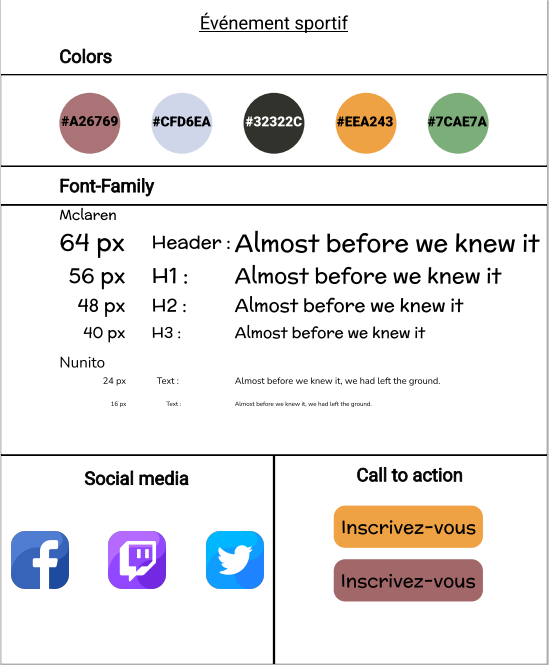 Événement sportif
Colors
#A26769 #CFD6EA #32322C #EEA243 #7CAE7A
Font-Family
Mclaren
64 px Header : Almost before we knew it
56 px H1 : Almost before we knew it
48 px H2 : Almost before we knew it
40 px H3 : Almost before we knew it
Nunito
24 px Text : Almost before we knew it, we had left the ground.
16 px Text : Almost before we knew it, we had left the ground.
Social media
Call to action
Inscrivez-vous
Inscrivez-vous